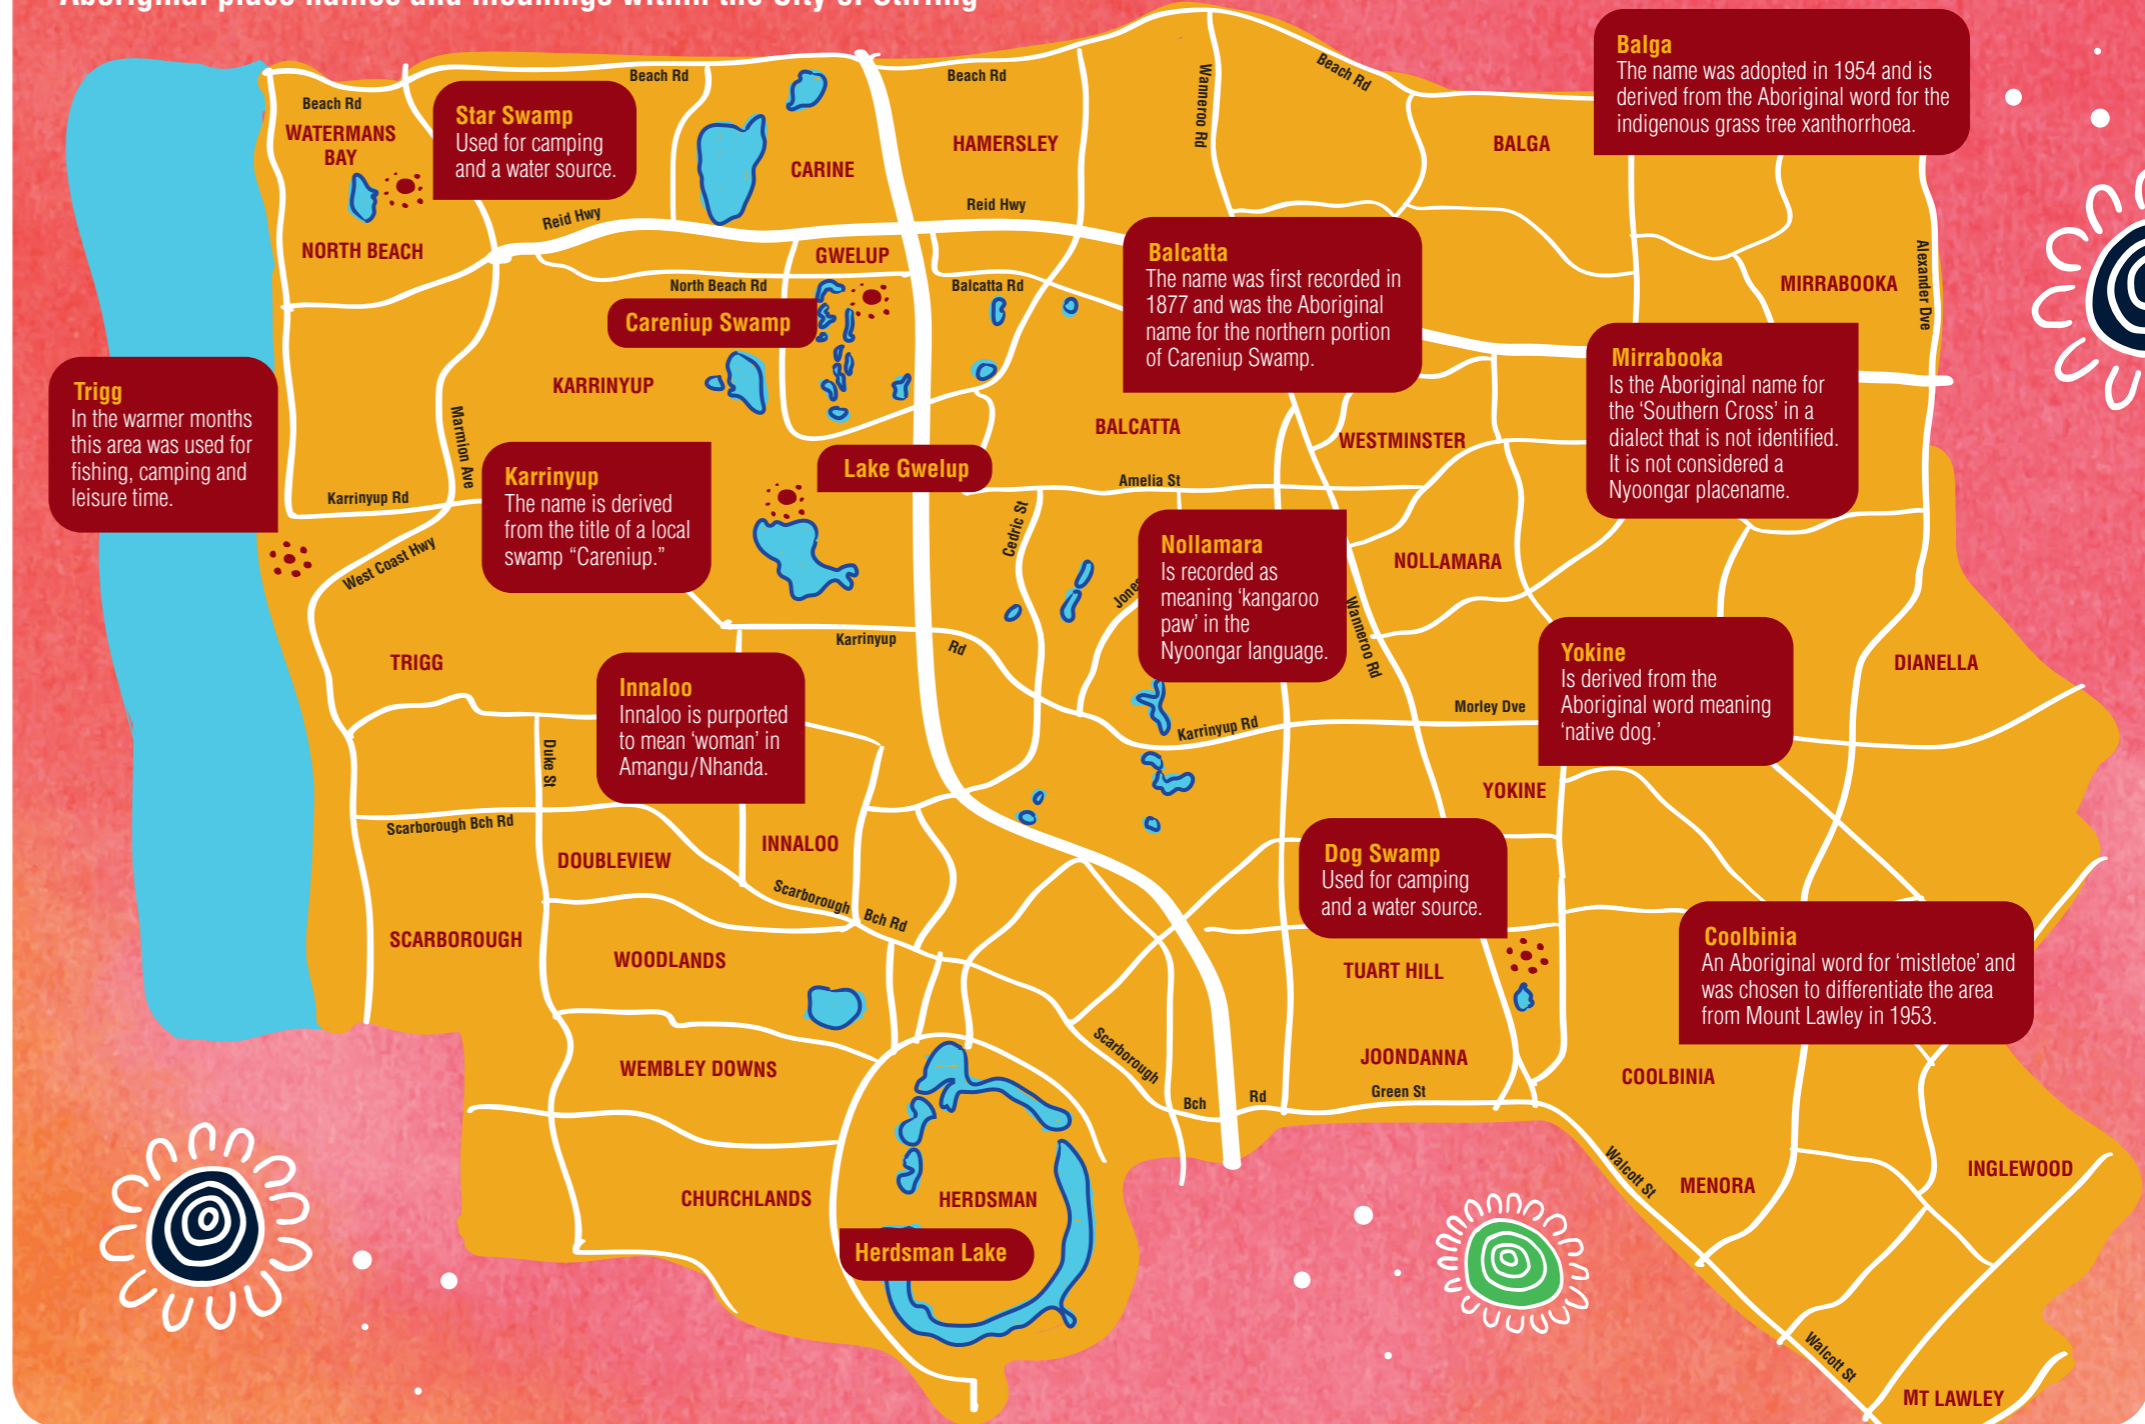 Aboriginal place names and meanings within the City of Stirling
Beach Rd
Beach Rd
Beach Rd
Beach Rd
Wanneroo Rd
Balga
The name was adopted in 1954 and is
derived from the Aboriginal word for the
indigenous grass tree xanthorrhoea.
WATERMANS
BAY
Star Swamp
Used for camping
and a water source.
CARINE
HAMERSLEY
BALGA
NORTH BEACH
Reid Hwy
Reid Hwy
GWELUP
North Beach Rd
Balcatta Rd
Careniup Swamp
Balcatta
The name was first recorded in
1877 and was the Aboriginal
name for the northern portion
of Careniup Swamp.
MIRRABOOKA
Alexander Dve
Mirrabooka
Is the Aboriginal name for
the ‘Southern Cross’ in a
dialect that is not identified.
It is not considered a
Nyoongar placename.
Trigg
In the warmer months
this area was used for
fishing, camping and
leisure time.
KARRINYUP
Marmion Ave
Karrinyup Rd
Karrinyup
The name is derived
from the title of a local
swamp “Careniup.”
Lake Gwelup
BALCATTA
WESTMINSTER
Amelia St
Cedric St
Jones
Nollamara
Is recorded as
meaning ‘kangaroo
paw’ in the
Nyoongar language.
NOLLAMARA
Wanneroo Rd
West Coast Hwy
TRIGG
Karrinyup
Rd
Innaloo
Innaloo is purported
to mean ‘woman’ in
Amangu/Nhanda.
Karrinyup Rd
Morley Dve
Yokine
Is derived from the
Aboriginal word meaning
‘native dog.’
DIANELLA
Duke St
Scarborough Bch Rd
DOUBLEVIEW
INNALOO
YOKINE
Scarborough
Bch Rd
Dog Swamp
Used for camping
and a water source.
SCARBOROUGH
WOODLANDS
TUART HILL
Coolbinia
An Aboriginal word for ‘mistletoe’ and
was chosen to differentiate the area
from Mount Lawley in 1953.
WEMBLEY DOWNS
Scarborough
Bch
Rd
JOONDANNA
Green St
COOLBINIA
CHURCHLANDS
HERDSMAN
Herdsman Lake
Walcott St
MENORA
INGLEWOOD
Walcott St
MT LAWLEY